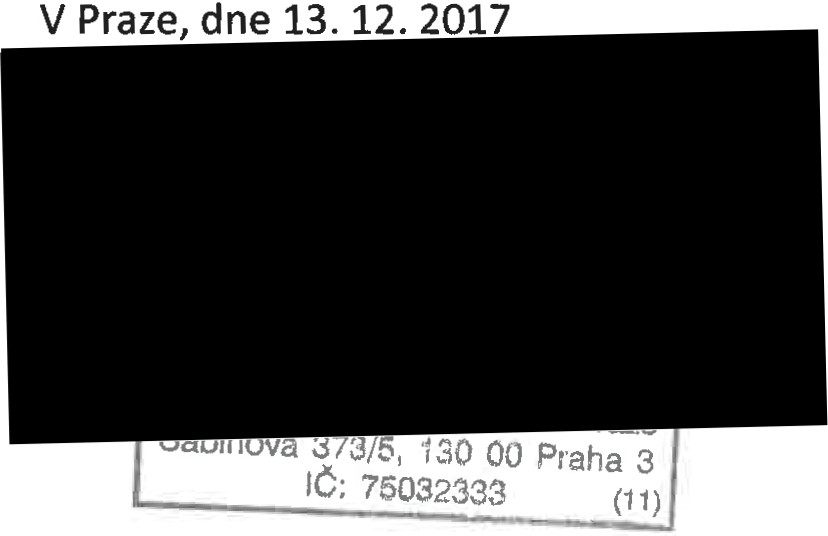 V Praze, dne 13. 12. 2017
Sabinova 373/5, 130 00 Praha 3
IČ: 75032333 (11)